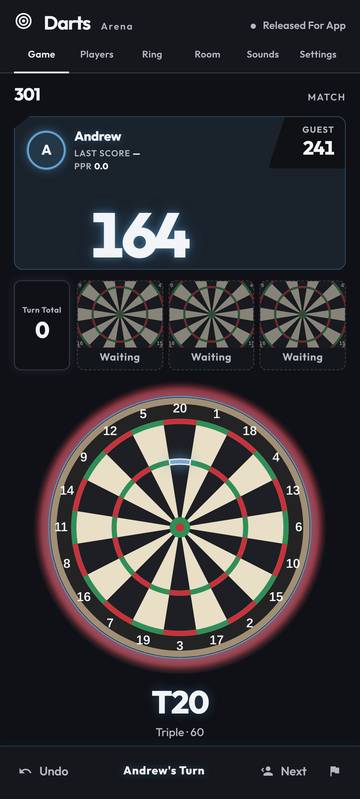 Darts Arena
Released For App
Game Players Ring Room Sounds Settings
301
MATCH
A
Andrew
LAST SCORE —
PPR 0.0
GUEST
241
164
Turn Total
0
Waiting
Waiting
Waiting
20
1
18
4
13
6
10
15
2
17
3
19
7
16
8
11
14
9
12
5
T20
Triple · 60
Undo
Andrew's Turn
Next